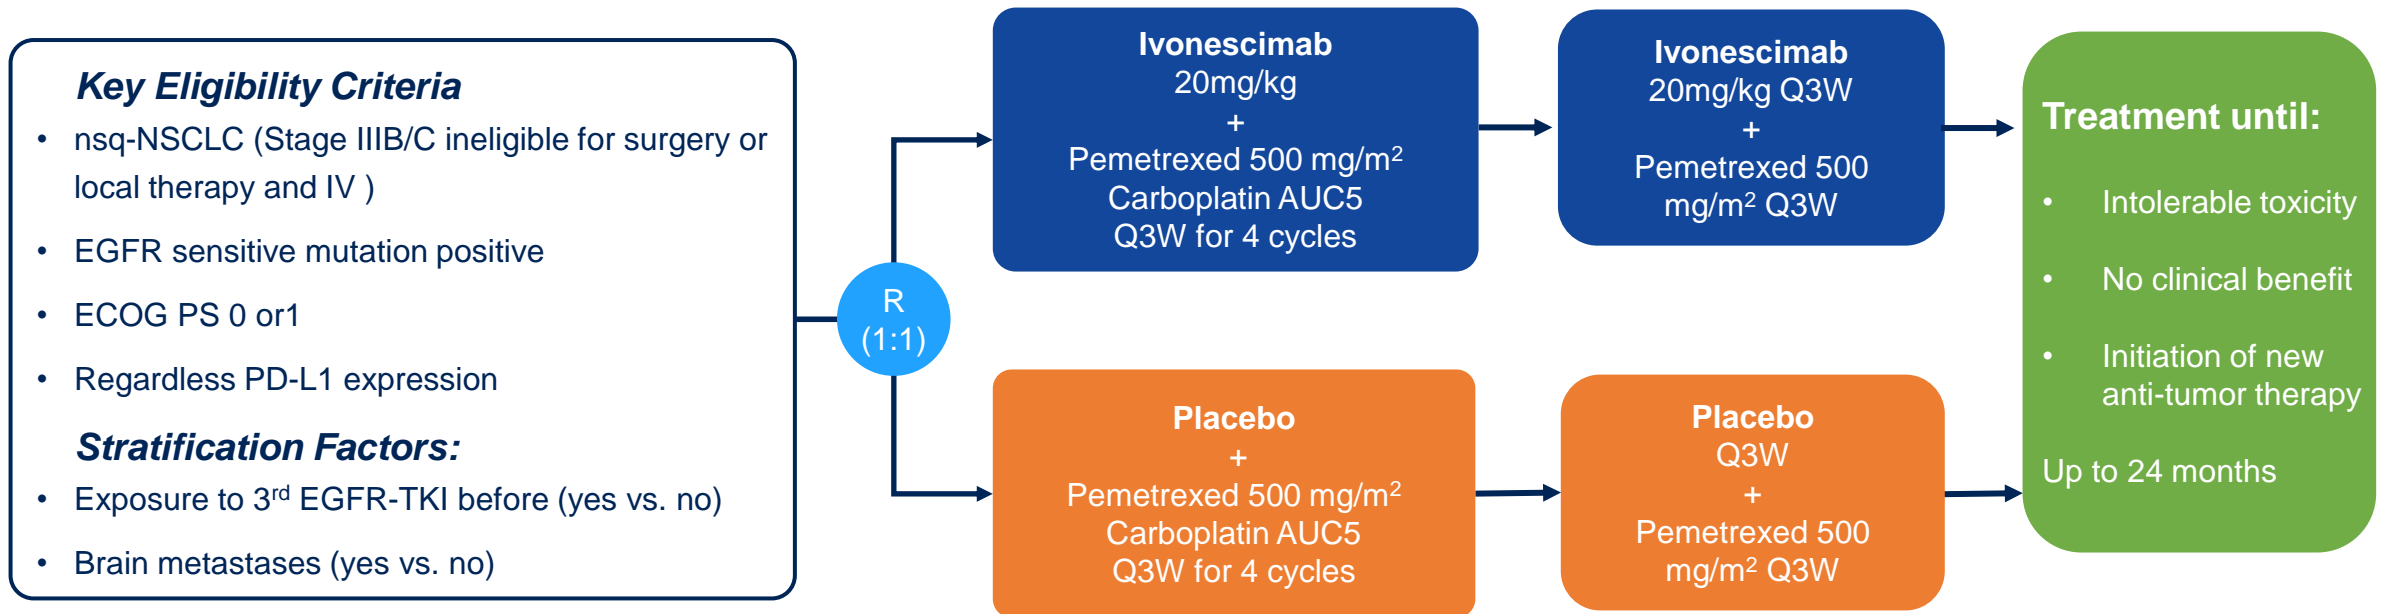 Key Eligibility Criteria
• nsq-NSCLC (Stage IIIB/C ineligible for surgery or
local therapy and IV )
• EGFR sensitive mutation positive
• ECOG PS 0 or1
• Regardless PD-L1 expression
Stratification Factors:
• Exposure to 3rd EGFR-TKI before (yes vs. no)
• Brain metastases (yes vs. no)
R
(1:1)
Ivonescimab
20mg/kg
+
Pemetrexed 500 mg/m²
Carboplatin AUC5
Q3W for 4 cycles
Ivonescimab
20mg/kg Q3W
+
Pemetrexed 500
mg/m² Q3W
Placebo
+
Pemetrexed 500 mg/m²
Carboplatin AUC5
Q3W for 4 cycles
Placebo
Q3W
+
Pemetrexed 500
mg/m² Q3W
Treatment until:
• Intolerable toxicity
• No clinical benefit
• Initiation of new
anti-tumor therapy
Up to 24 months